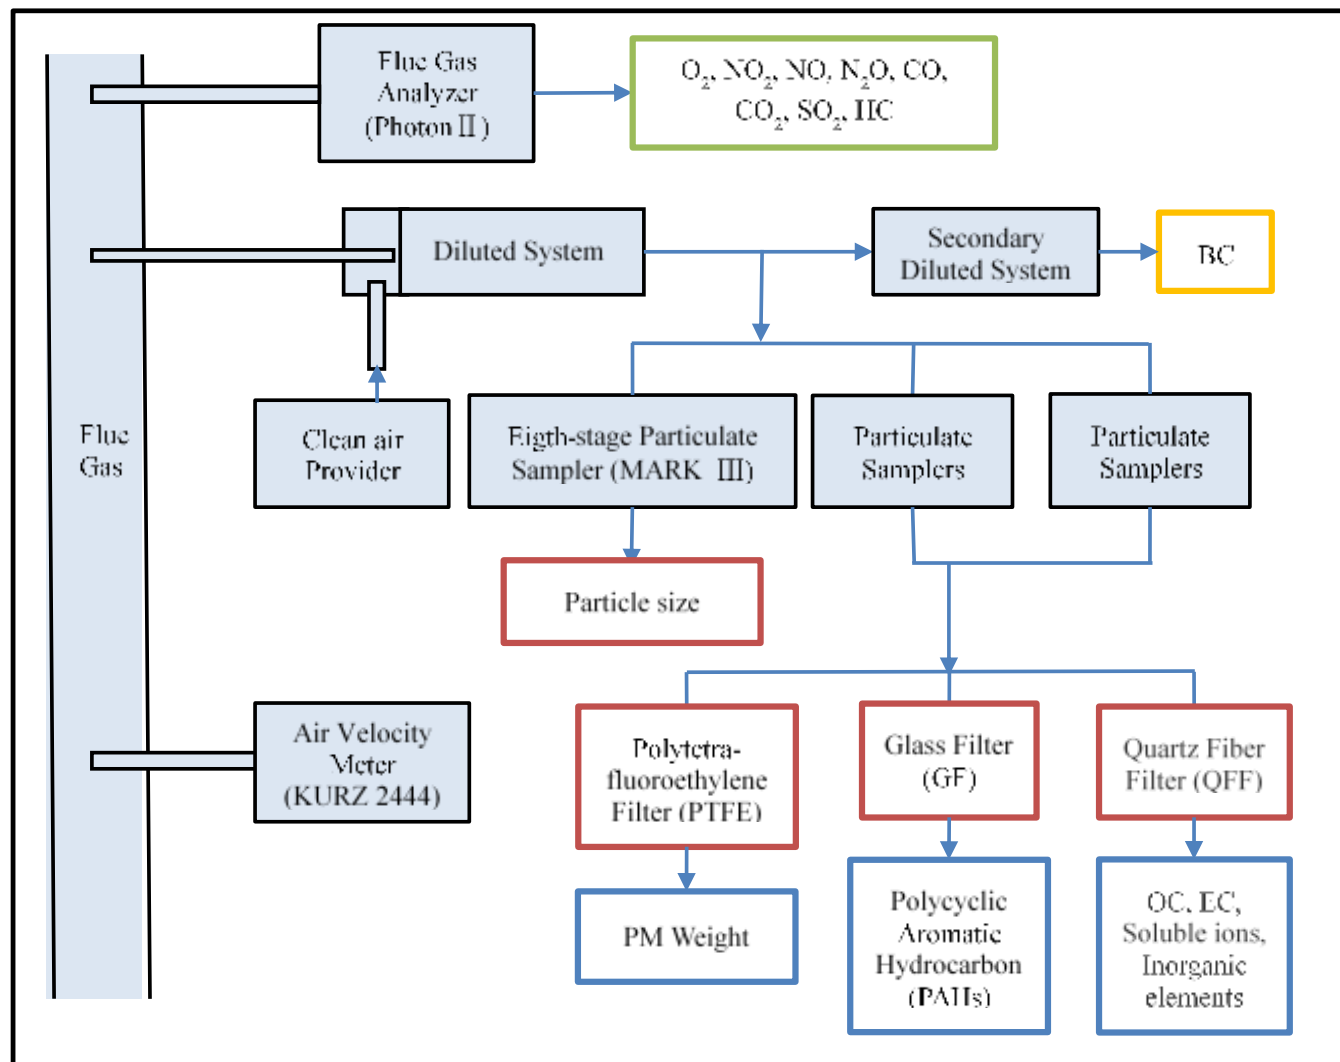 Flue Gas
Analyzer
(Photon Ⅱ)
O₂, NO₂, NO, N₂O, CO,
CO₂, SO₂, HC
Diluted System
Secondary
Diluted System
BC
Flue
Gas
Clean air
Provider
Eigth-stage Particulate
Sampler (MARK Ⅲ)
Particulate
Samplers
Particulate
Samplers
Particle size
Air Velocity
Meter
(KURZ 2444)
Polytetra-
fluoroethylene
Filter (PTFE)
Glass Filter
(GF)
Quartz Fiber
Filter (QFF)
PM Weight
Polycyclic
Aromatic
Hydrocarbon
(PAHs)
OC, EC,
Soluble ions,
Inorganic
elements